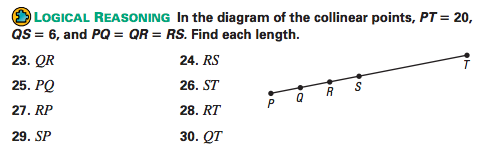 LOGICAL REASONING In the diagram of the collinear points, PT = 20,
QS = 6, and PQ = QR = RS. Find each length.
23. QR 24. RS
25. PQ 26. ST
27. RP 28. RT
29. SP 30. QT
P Q R S T